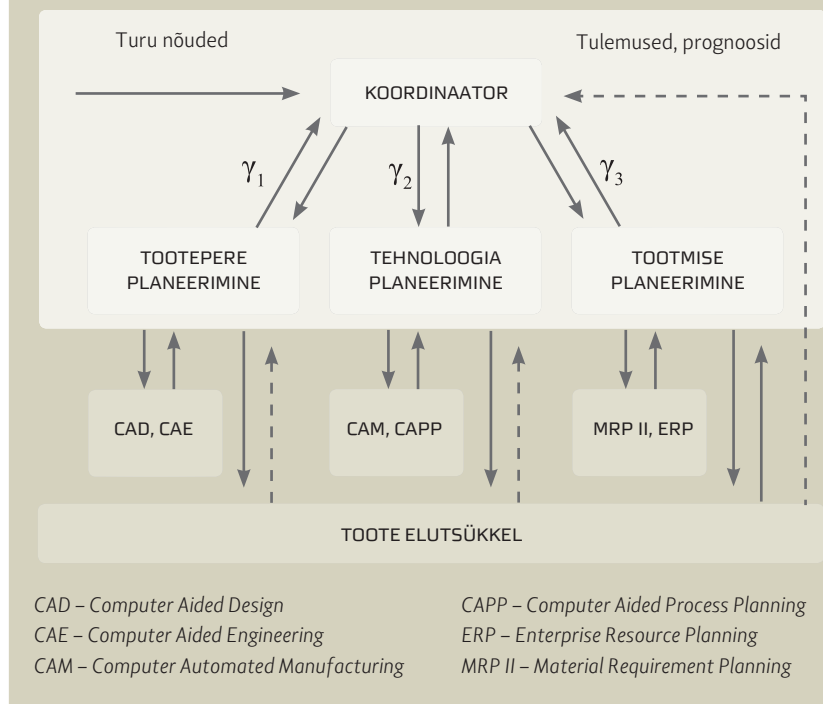 Turu nõuded
Tulemused, prognoosid
KOORDINAATOR
γ1
γ2
γ3
TOOTEPERE
PLANEERIMINE
TEHNOLOOGIA
PLANEERIMINE
TOOTMISE
PLANEERIMINE
CAD, CAE
CAM, CAPP
MRP II, ERP
TOOTE ELUTSÜKKEL
CAD – Computer Aided Design
CAE – Computer Aided Engineering
CAM – Computer Automated Manufacturing
CAPP – Computer Aided Process Planning
ERP – Enterprise Resource Planning
MRP II – Material Requirement Planning